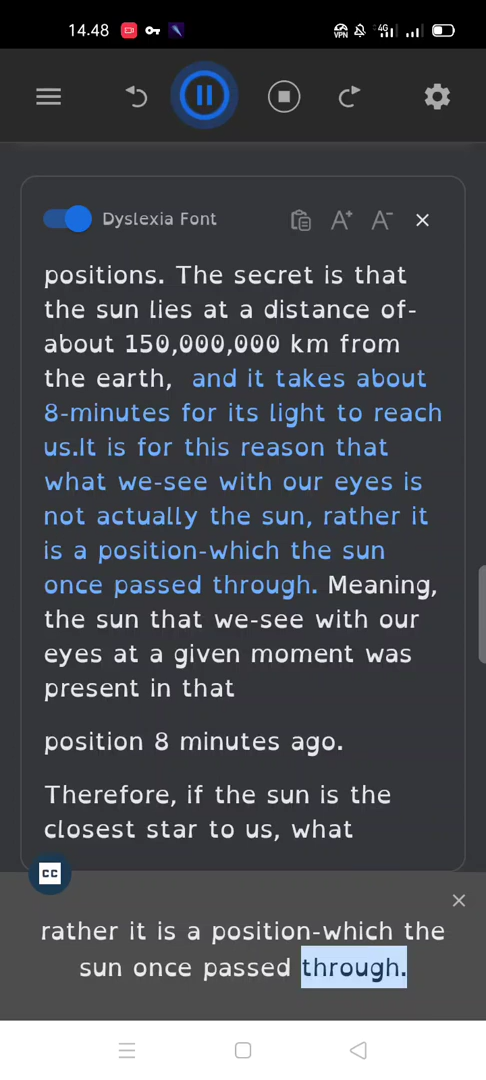 14.48
VPN
4G
Dyslexia Font
A+
A-
positions. The secret is that
the sun lies at a distance of-
about 150,000,000 km from
the earth, and it takes about
8-minutes for its light to reach
us.It is for this reason that
what we-see with our eyes is
not actually the sun, rather it
is a position-which the sun
once passed through. Meaning,
the sun that we-see with our
eyes at a given moment was
present in that
position 8 minutes ago.
Therefore, if the sun is the
closest star to us, what
CC
rather it is a position-which the
sun once passed through.